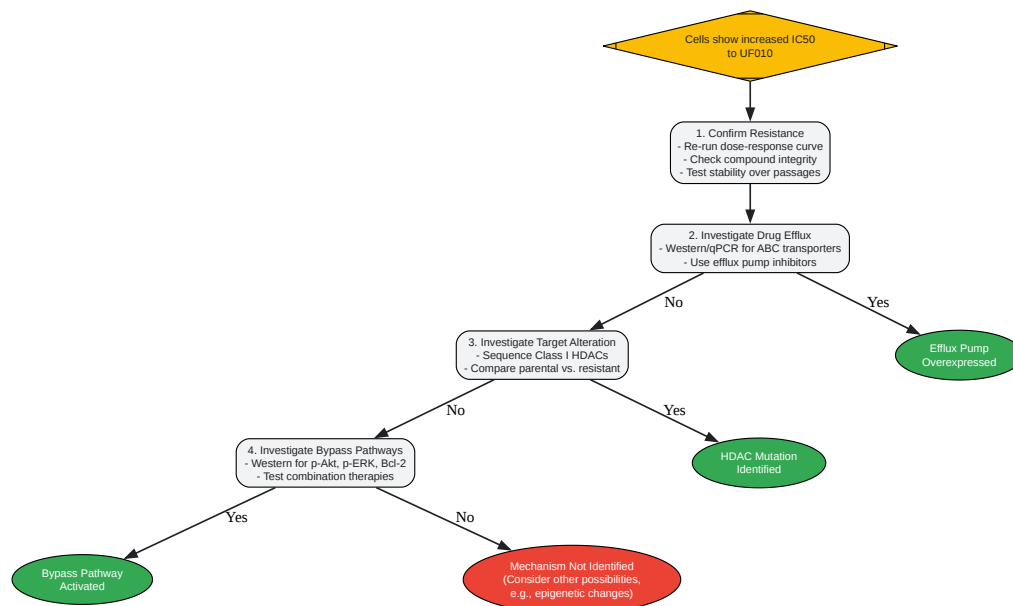 Cells show increased IC50
to UF010
1. Confirm Resistance
- Re-run dose-response curve
- Check compound integrity
- Test stability over passages
2. Investigate Drug Efflux
- Western/qPCR for ABC transporters
- Use efflux pump inhibitors
No
Yes
3. Investigate Target Alteration
- Sequence Class I HDACs
- Compare parental vs. resistant
Efflux Pump
Overexpressed
No
Yes
4. Investigate Bypass Pathways
- Western for p-Akt, p-ERK, Bcl-2
- Test combination therapies
HDAC Mutation
Identified
Yes
No
Bypass Pathway
Activated
Mechanism Not Identified
(Consider other possibilities,
e.g., epigenetic changes)